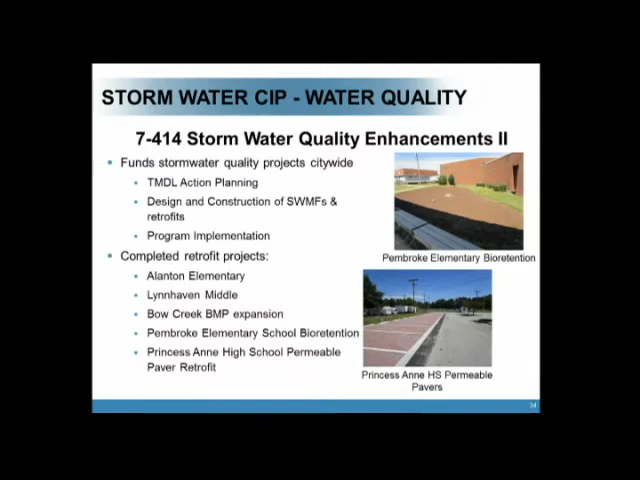 STORM WATER CIP - WATER QUALITY
7-414 Storm Water Quality Enhancements II
Funds stormwater quality projects citywide
TMDL Action Planning
Design and Construction of SWMFs &
retrofits
Program Implementation
Completed retrofit projects:
Alanton Elementary
Lynnhaven Middle
Bow Creek BMP expansion
Pembroke Elementary School Bioretention
Princess Anne High School Permeable
Paver Retrofit
Pembroke Elementary Bioretention
Princess Anne HS Permeable
Pavers
34